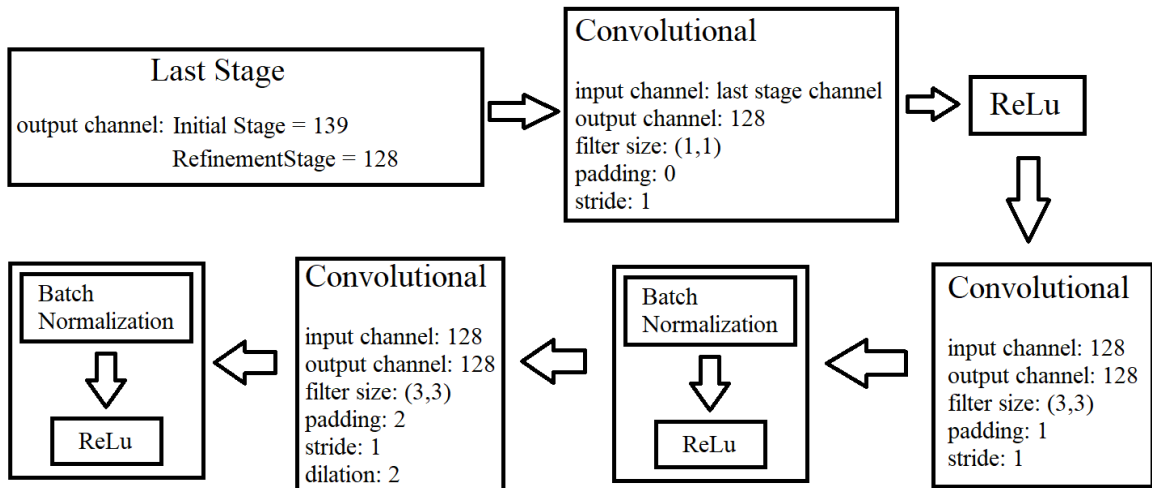 Last Stage
output channel: Initial Stage = 139
RefinementStage = 128
Convolutional
input channel: last stage channel
output channel: 128
filter size: (1,1)
padding: 0
stride: 1
ReLu
Convolutional
input channel: 128
output channel: 128
filter size: (3,3)
padding: 1
stride: 1
Batch
Normalization
ReLu
Convolutional
input channel: 128
output channel: 128
filter size: (3,3)
padding: 2
stride: 1
dilation: 2
Batch
Normalization
ReLu